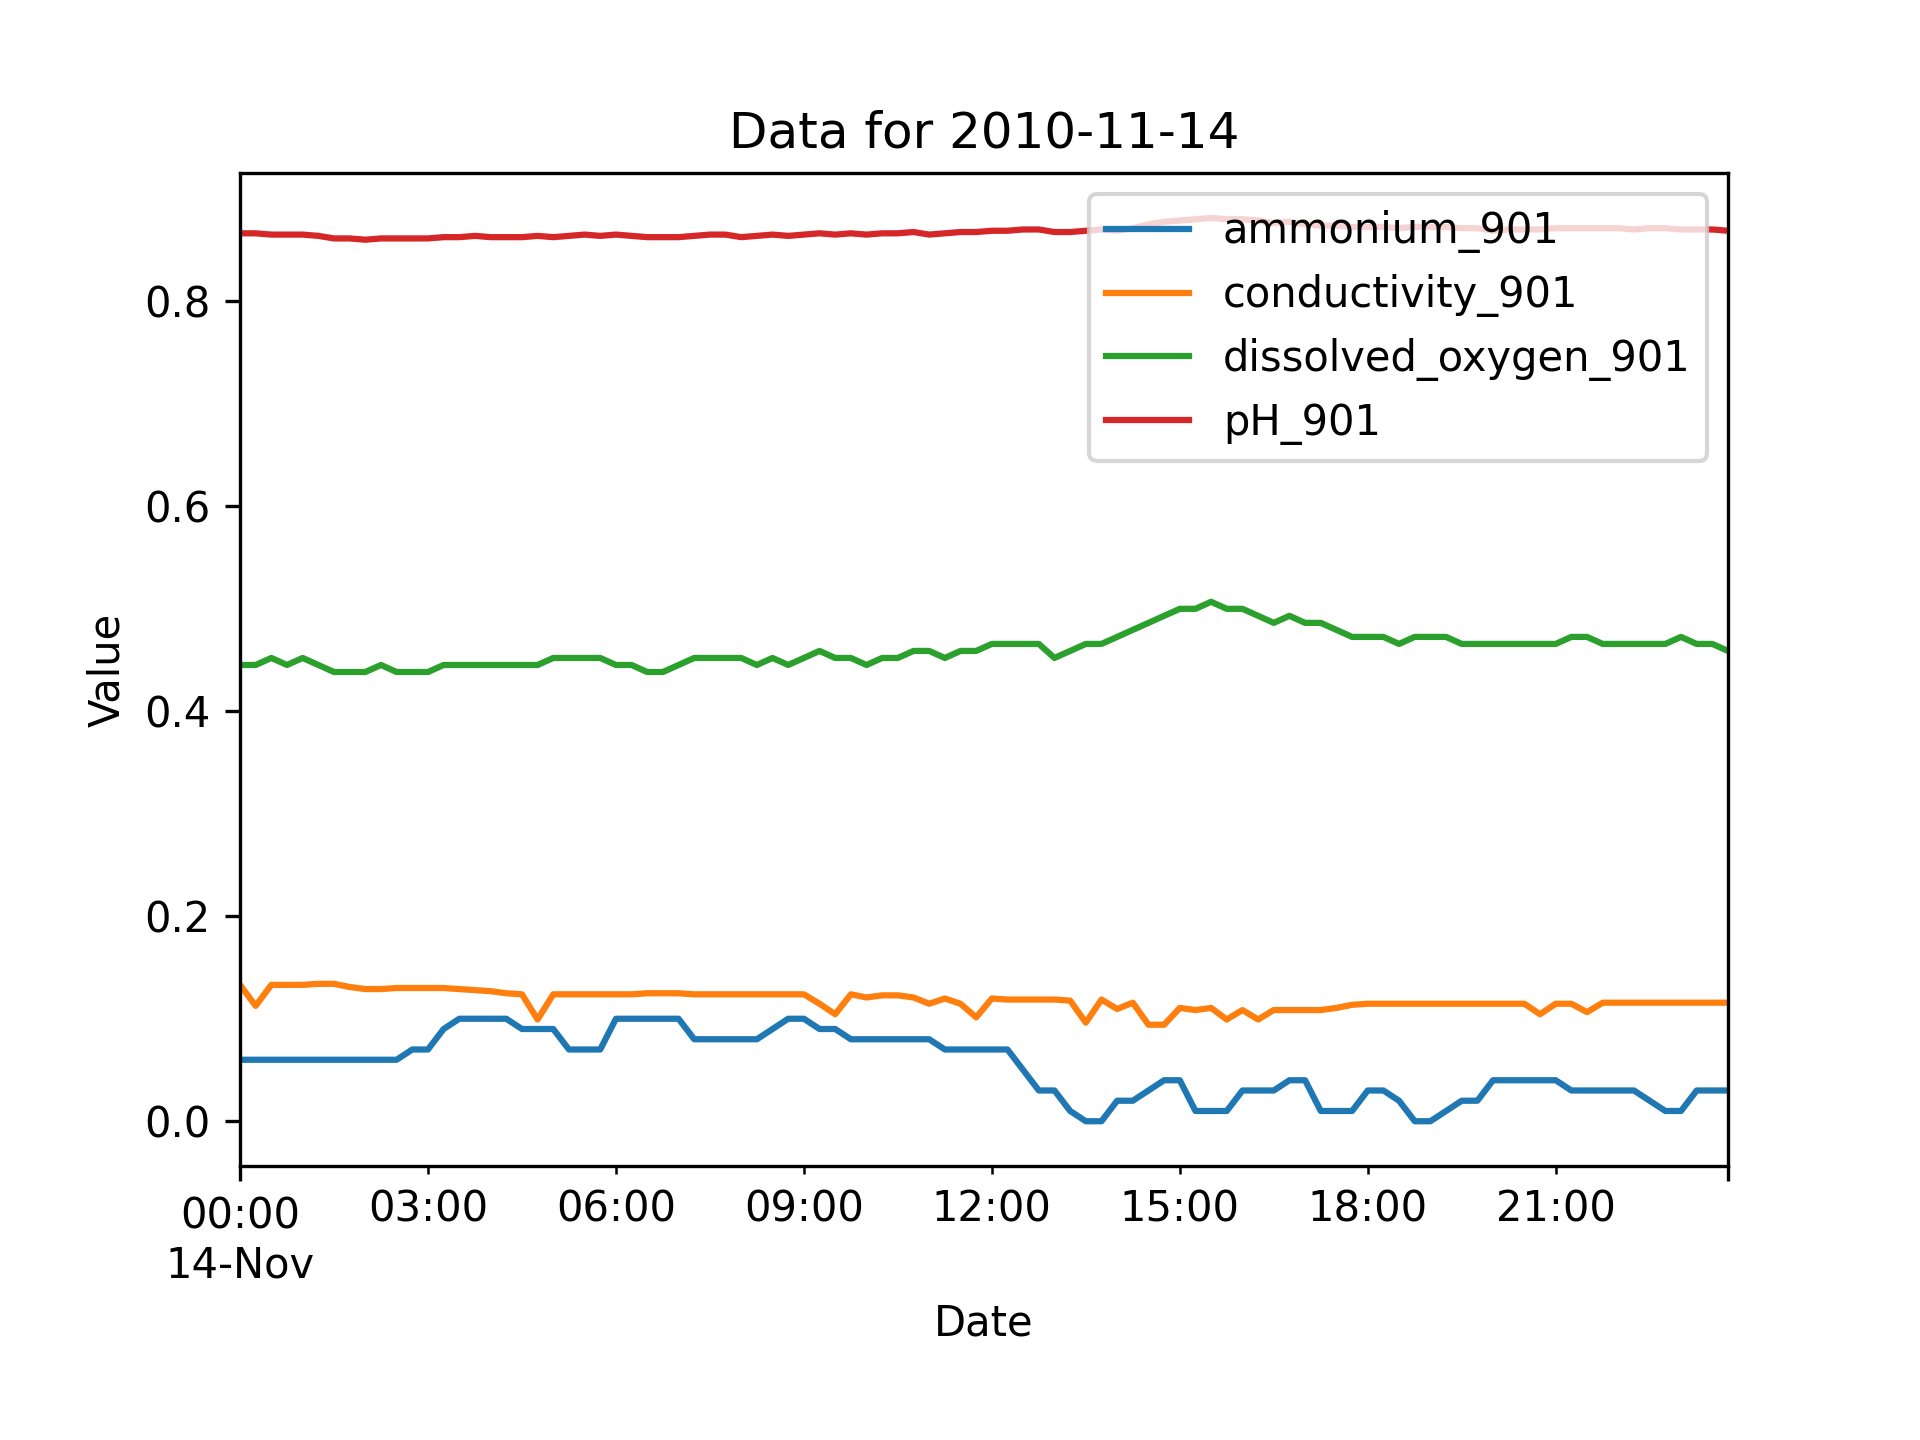 Data for 2010-11-14
ammonium_901
conductivity_901
dissolved_oxygen_901
pH_901
Value
0.8
0.6
0.4
0.2
0.0
00:00 03:00 06:00 09:00 12:00 15:00 18:00 21:00
14-Nov
Date